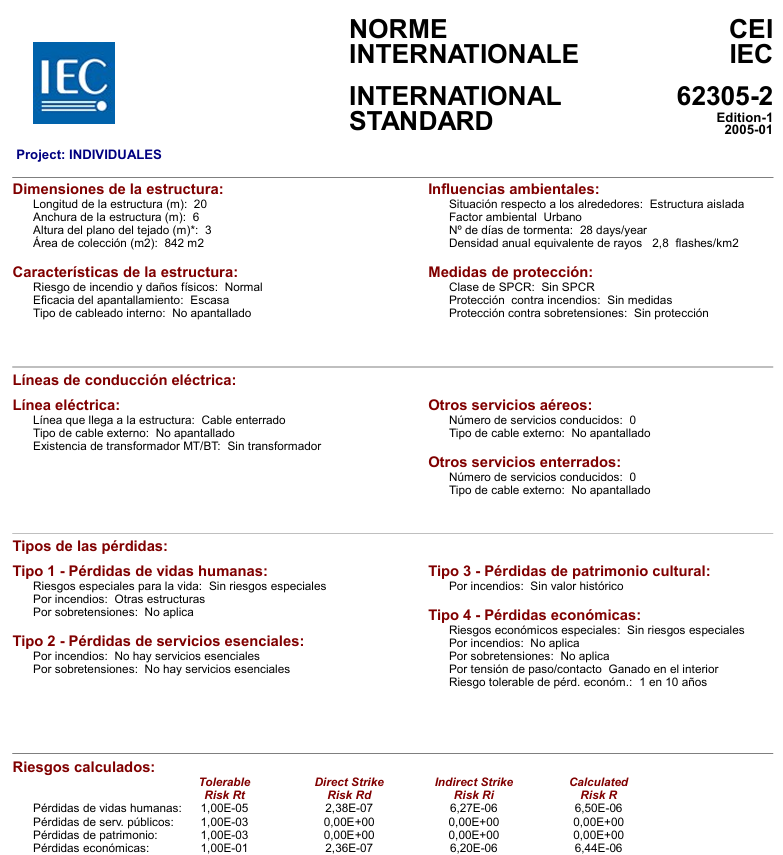 IEC
NORME
INTERNATIONALE
CEI
IEC
INTERNATIONAL
STANDARD
62305-2
Edition-1
2005-01
Project: INDIVIDUALES
Dimensiones de la estructura:
Longitud de la estructura (m): 20
Anchura de la estructura (m): 6
Altura del plano del tejado (m)*: 3
Área de colección (m2): 842 m2
Influencias ambientales:
Situación respecto a los alrededores: Estructura aislada
Factor ambiental Urbano
Nº de días de tormenta: 28 days/year
Densidad anual equivalente de rayos 2,8 flashes/km2
Características de la estructura:
Riesgo de incendio y daños físicos: Normal
Eficacia del apantallamiento: Escasa
Tipo de cableado interno: No apantallado
Medidas de protección:
Clase de SPCR: Sin SPCR
Protección contra incendios: Sin medidas
Protección contra sobretensiones: Sin protección
Líneas de conducción eléctrica:
Línea eléctrica:
Línea que llega a la estructura: Cable enterrado
Tipo de cable externo: No apantallado
Existencia de transformador MT/BT: Sin transformador
Otros servicios aéreos:
Número de servicios conducidos: 0
Tipo de cable externo: No apantallado
Otros servicios enterrados:
Número de servicios conducidos: 0
Tipo de cable externo: No apantallado
Tipos de las pérdidas:
Tipo 1 - Pérdidas de vidas humanas:
Riesgos especiales para la vida: Sin riesgos especiales
Por incendios: Otras estructuras
Por sobretensiones: No aplica
Tipo 2 - Pérdidas de servicios esenciales:
Por incendios: No hay servicios esenciales
Por sobretensiones: No hay servicios esenciales
Tipo 3 - Pérdidas de patrimonio cultural:
Por incendios: Sin valor histórico
Tipo 4 - Pérdidas económicas:
Riesgos económicos especiales: Sin riesgos especiales
Por incendios: No aplica
Por sobretensiones: No aplica
Por tensión de paso/contacto Ganado en el interior
Riesgo tolerable de pérd. económ.: 1 en 10 años
Riesgos calculados:
Tolerable Direct Strike Indirect Strike Calculated
Risk Rt Risk Rd Risk Ri Risk R
Pérdidas de vidas humanas: 1,00E-05 2,38E-07 6,27E-06 6,50E-06
Pérdidas de serv. públicos: 1,00E-03 0,00E+00 0,00E+00 0,00E+00
Pérdidas de patrimonio: 1,00E-03 0,00E+00 0,00E+00 0,00E+00
Pérdidas económicas: 1,00E-01 2,36E-07 6,20E-06 6,44E-06